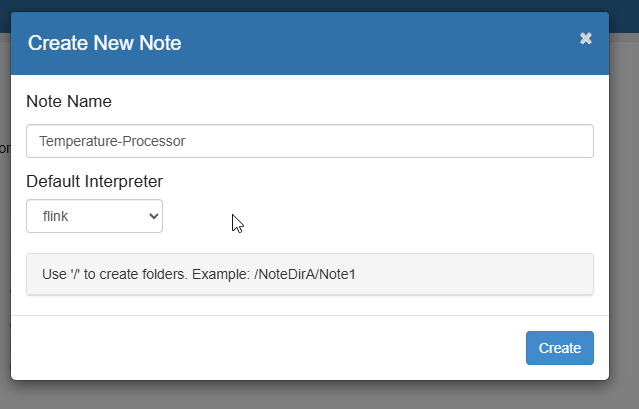 Create New Note
Note Name
Temperature-Processor
Default Interpreter
flink
Use '/' to create folders. Example: /NoteDirA/Note1
Create